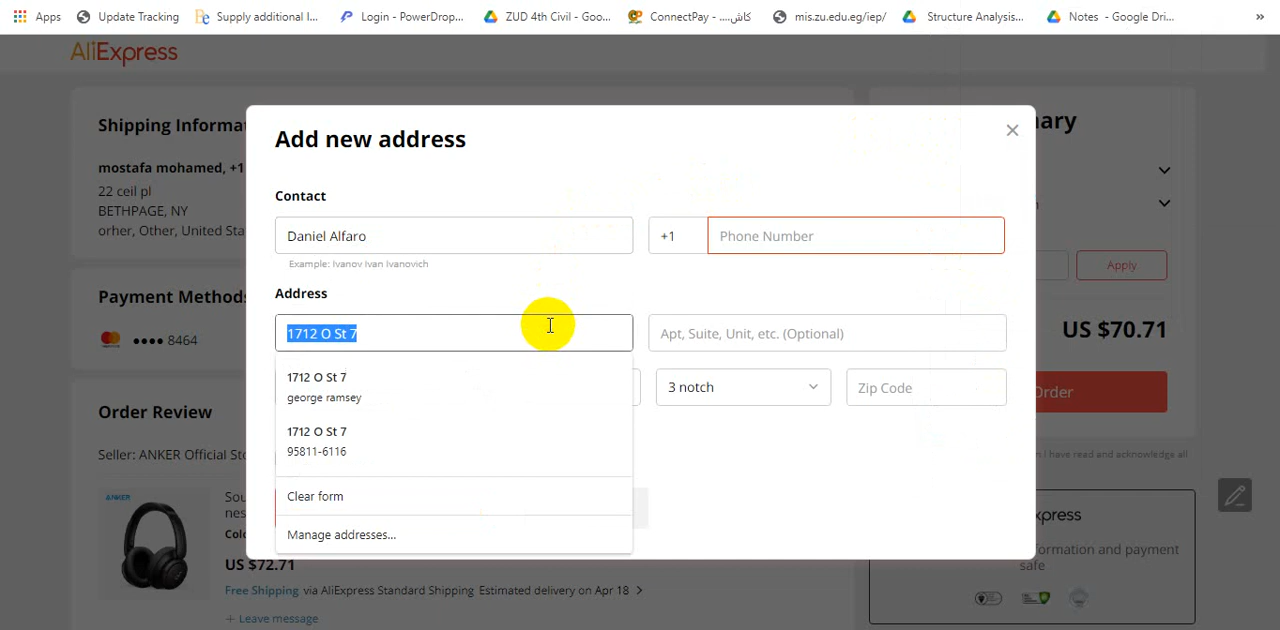 Apps Update Tracking Supply additional I... Login - PowerDrop... ZUD 4th Civil - Goo... ConnectPay - ....كاش mis.zu.edu.eg/iep/ Structure Analysis... Notes - Google Dri... »
AliExpress
Shipping Informat
mostafa mohamed, +1
22 ceil pl
BETHPAGE, NY
orher, Other, United Sta
Payment Methods
•••• 8464
Order Review
Seller: ANKER Official Sto
ANKER
Sou
nes
Colo
US $72.71
Free Shipping via AliExpress Standard Shipping Estimated delivery on Apr 18
+ Leave message
Add new address
Contact
Daniel Alfaro
+1
Phone Number
Example: Ivanov Ivan Ivanovich
Address
1712 O St 7
Apt, Suite, Unit, etc. (Optional)
1712 O St 7
george ramsey
1712 O St 7
95811-6116
Clear form
Manage addresses...
3 notch
Zip Code
ary
Apply
US $70.71
Order
have read and acknowledge all
xpress
ormation and payment
safe